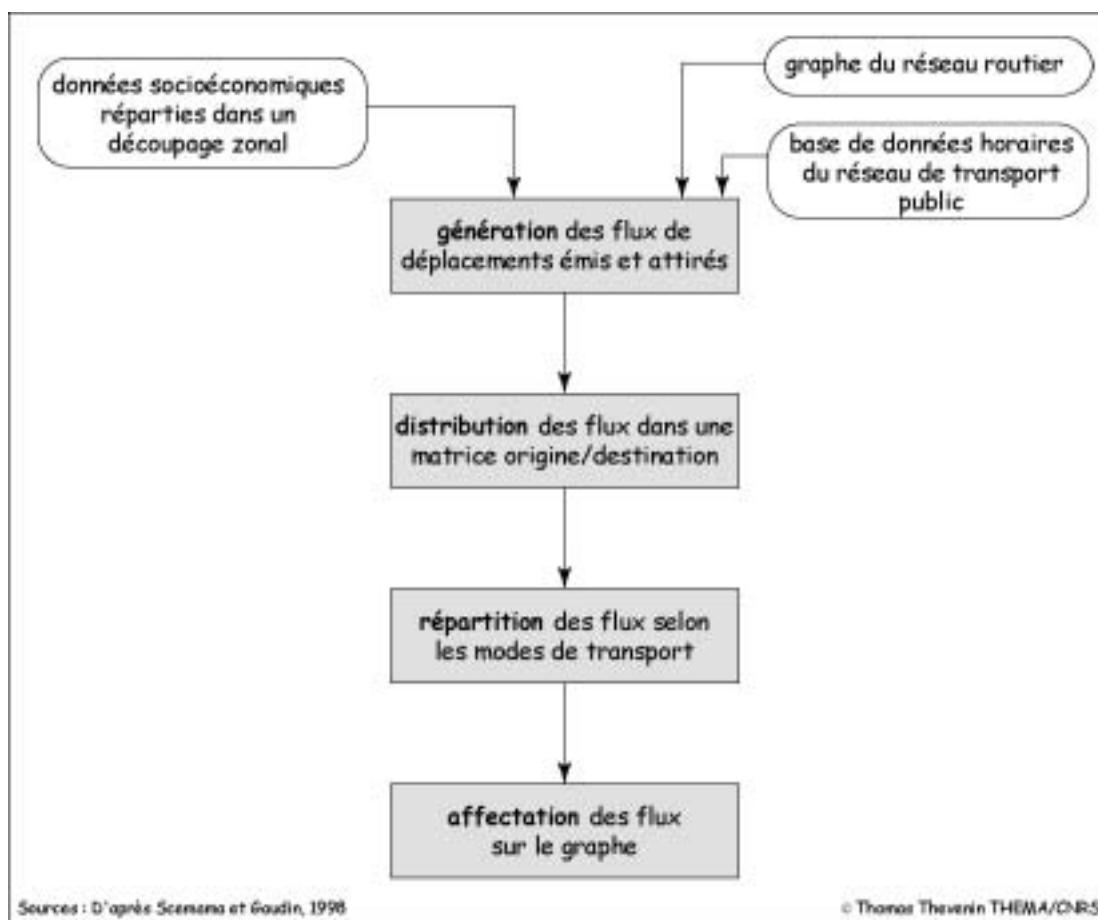 données socioéconomiques
réparties dans un
découpage zonal
graphe du réseau routier
base de données horaires
du réseau de transport
public
génération des flux de
déplacements émis et attirés
distribution des flux dans une
matrice origine/destination
répartition des flux selon
les modes de transport
affectation des flux
sur le graphe
Sources : D'après Scemama et Gaudin, 1998
© Thomas Thevenin THEMA/CNRS